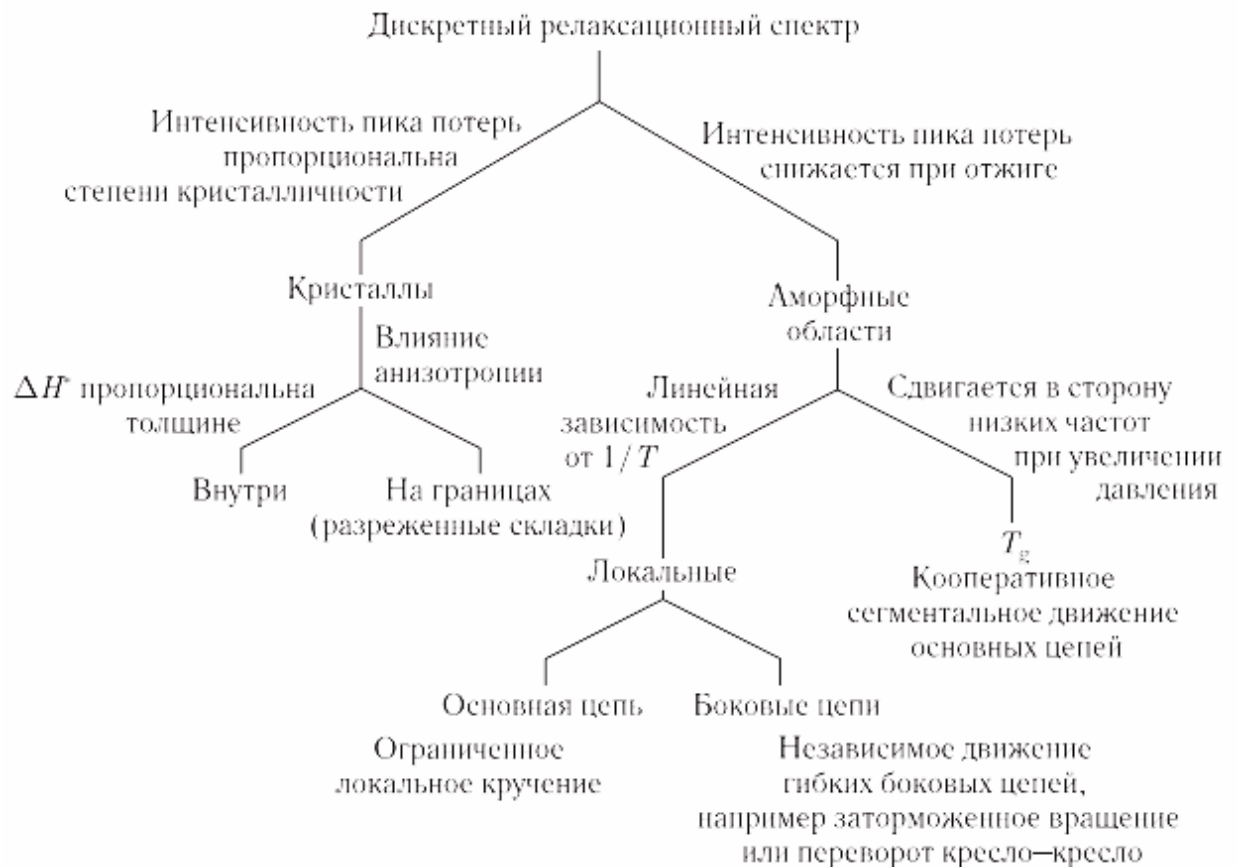 Дискретный релаксационный спектр
Интенсивность пика потерь
пропорциональна
степени кристалличности
Интенсивность пика потерь
снижается при отжиге
Кристаллы
Аморфные
области
Влияние
анизотропии
ΔH* пропорциональна
толщине
Линейная
зависимость
от 1/T
Сдвигается в сторону
низких частот
при увеличении
давления
Внутри
На границах
(разреженные складки)
Локальные
T_g
Кооперативное
сегментальное движение
основных цепей
Основная цепь
Боковые цепи
Ограниченное
локальное кручение
Независимое движение
гибких боковых цепей,
например заторможенное вращение
или переворот кресло–кресло